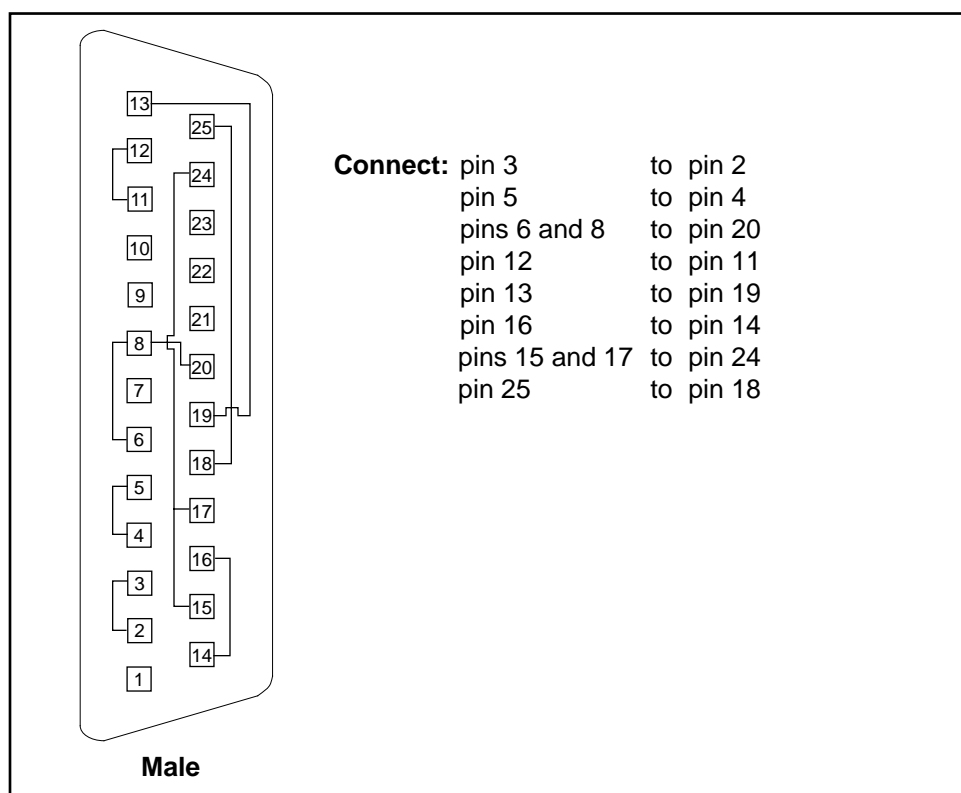 13
25
12
24
11
23
10
22
9
21
8
20
7
19
6
18
5
17
4
16
3
15
2
14
1
Male
Connect: pin 3 to pin 2
pin 5 to pin 4
pins 6 and 8 to pin 20
pin 12 to pin 11
pin 13 to pin 19
pin 16 to pin 14
pins 15 and 17 to pin 24
pin 25 to pin 18